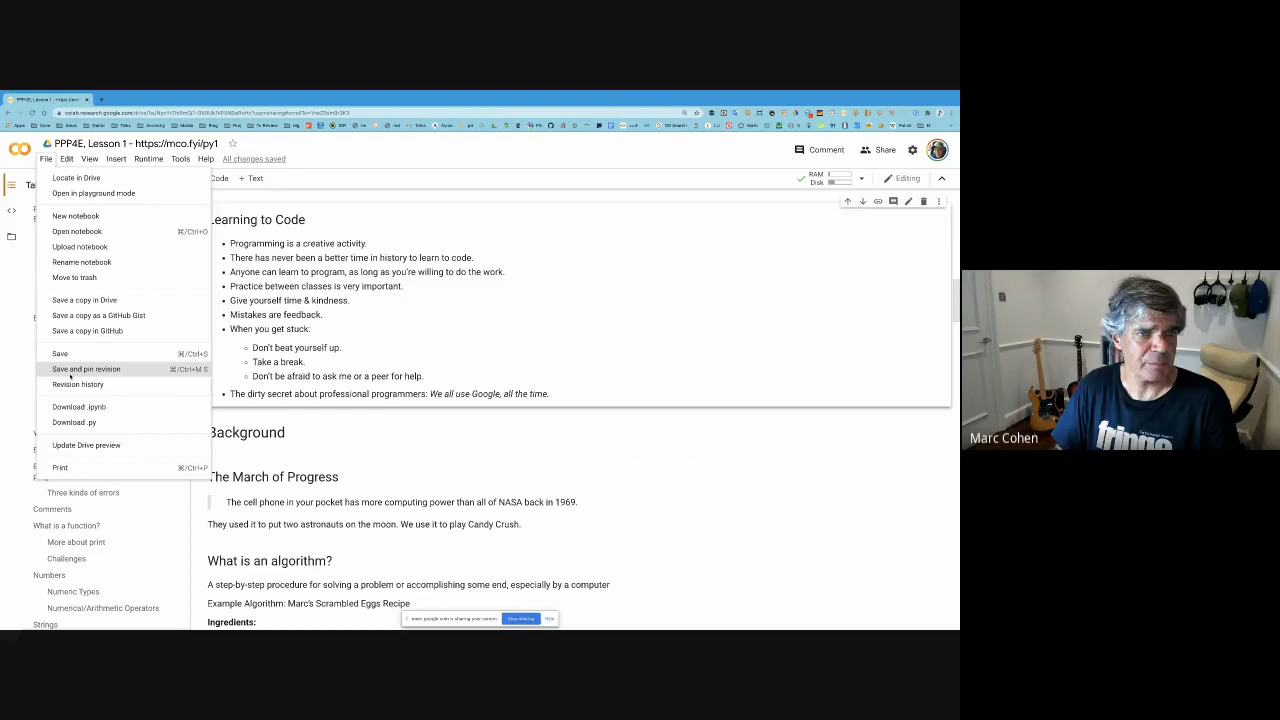 PPP4E, Lesson 1 - https://mco.fyi/py1
File Edit View Insert Runtime Tools Help All changes saved
Comment
Share
Code + Text
RAM
Disk
Editing
Locate in Drive
Open in playground mode
New notebook
Open notebook ⌘/Ctrl+O
Upload notebook
Rename notebook
Move to trash
Save a copy in Drive
Save a copy as a GitHub Gist
Save a copy in GitHub
Save ⌘/Ctrl+S
Save and pin revision ⌘/Ctrl+M S
Revision history
Download .ipynb
Download .py
Update Drive preview
Print ⌘/Ctrl+P
Three kinds of errors
Comments
What is a function?
More about print
Challenges
Numbers
Numeric Types
Numerical/Arithmetic Operators
Strings
Learning to Code
• Programming is a creative activity.
• There has never been a better time in history to learn to code.
• Anyone can learn to program, as long as you're willing to do the work.
• Practice between classes is very important.
• Give yourself time & kindness.
• Mistakes are feedback.
• When you get stuck:
Don't beat yourself up.
Take a break.
Don't be afraid to ask me or a peer for help.
• The dirty secret about professional programmers: We all use Google, all the time.
Background
The March of Progress
The cell phone in your pocket has more computing power than all of NASA back in 1969.
They used it to put two astronauts on the moon. We use it to play Candy Crush.
What is an algorithm?
A step-by-step procedure for solving a problem or accomplishing some end, especially by a computer
Example Algorithm: Marc's Scrambled Eggs Recipe
Ingredients:
meet.google.com is sharing your screen. Stop sharing Hide
Marc Cohen
fringe